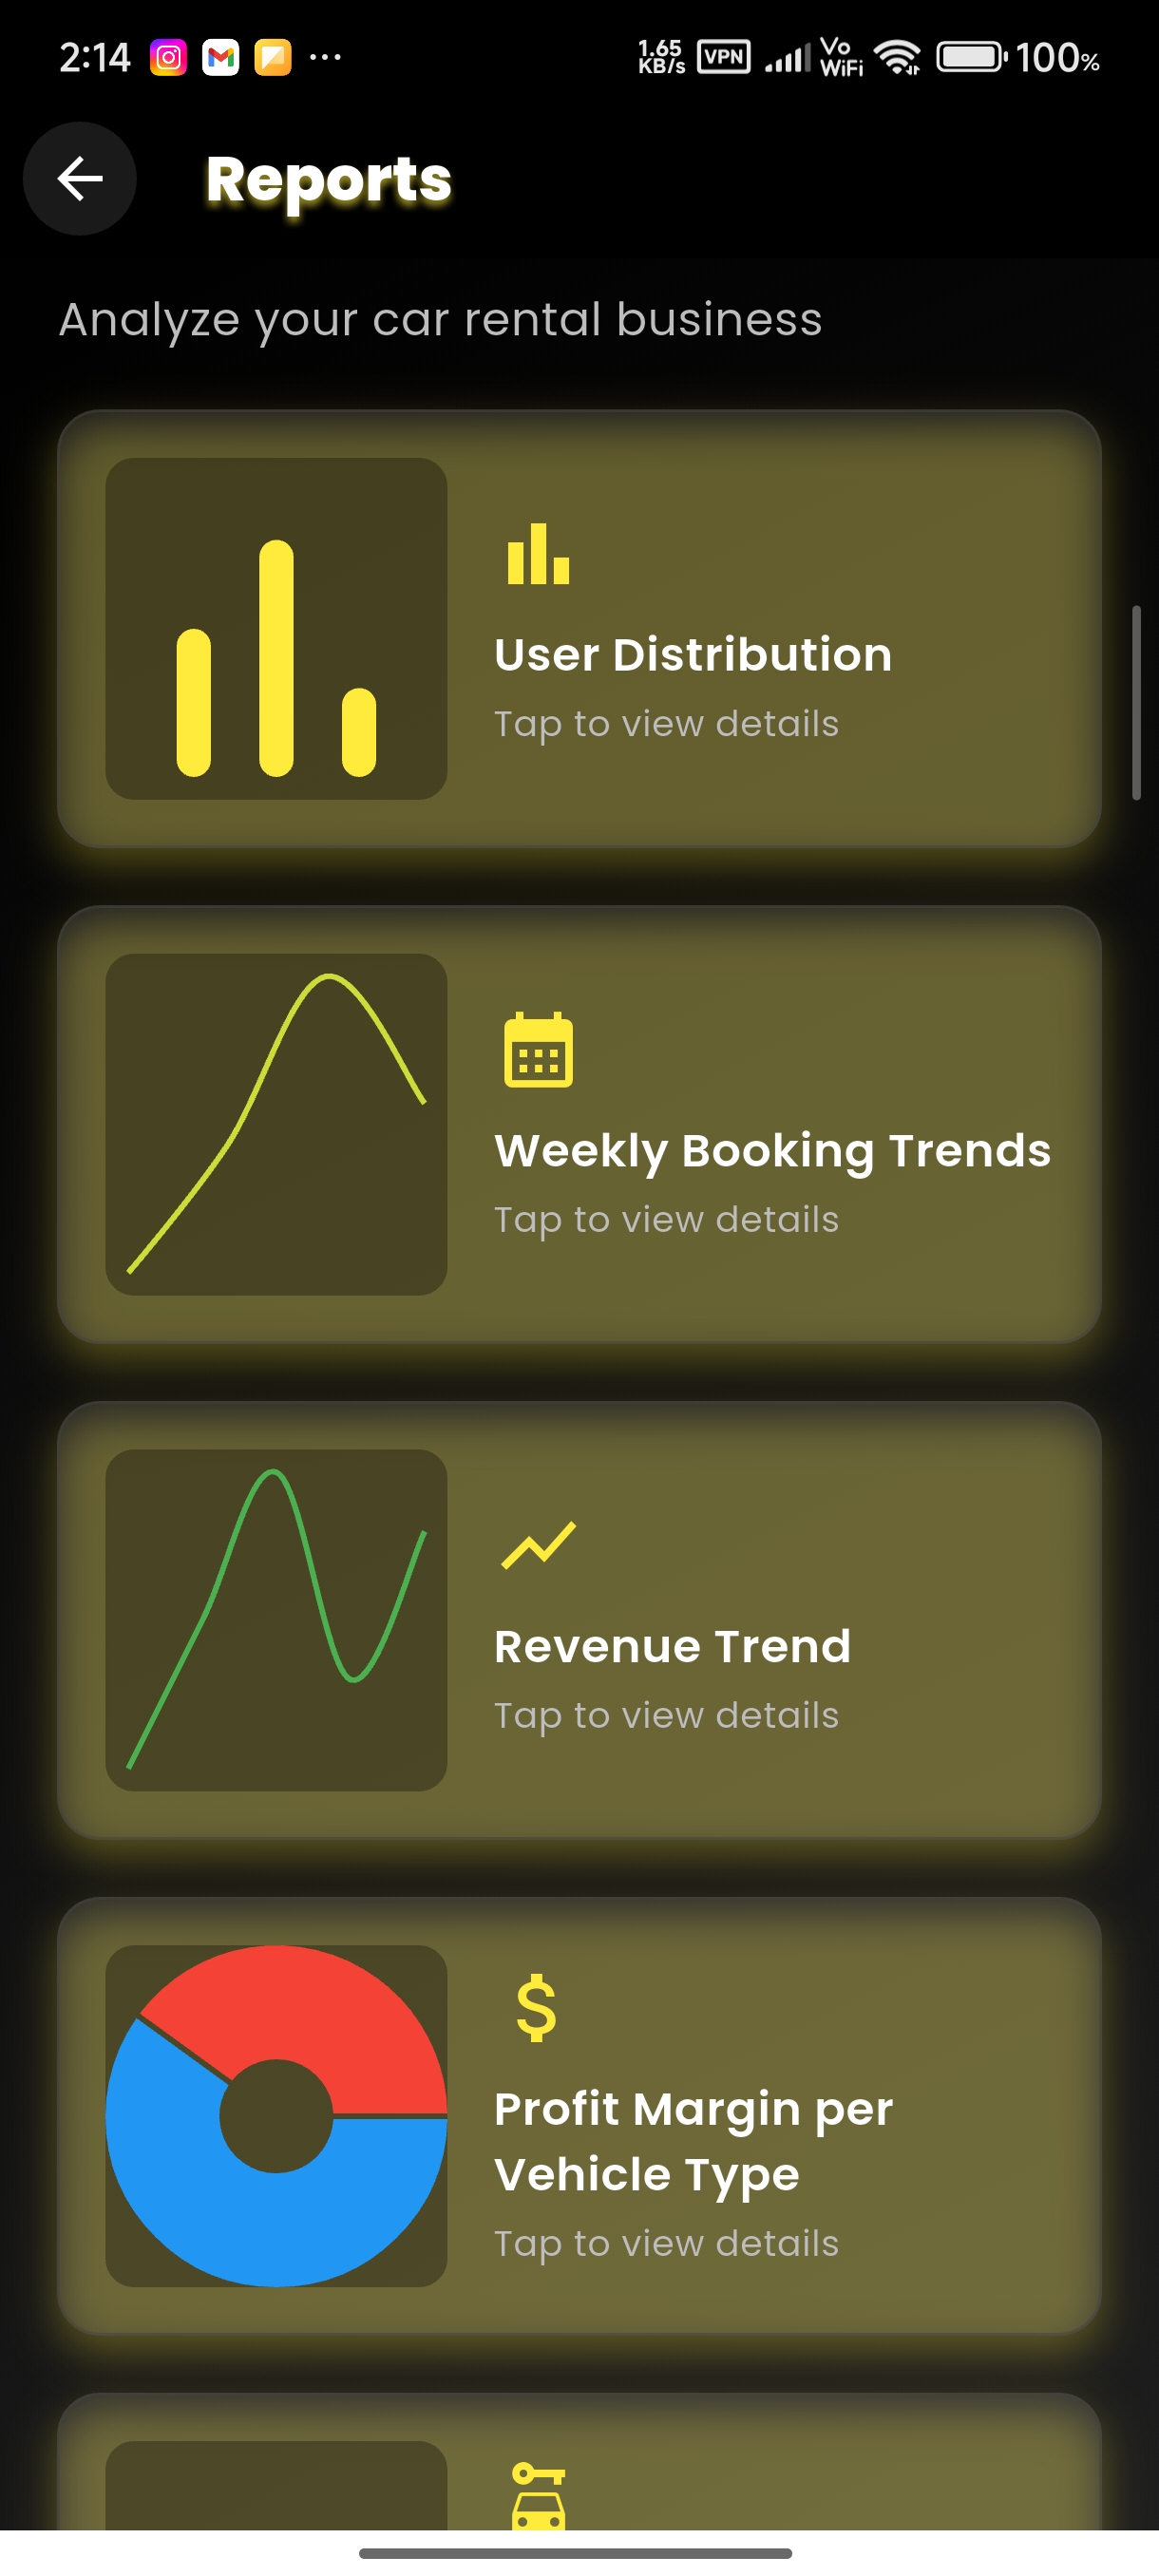 2:14
1.65
KB/s
VPN
Vo
WiFi
100%
Reports
Analyze your car rental business
User Distribution
Tap to view details
Weekly Booking Trends
Tap to view details
Revenue Trend
Tap to view details
Profit Margin per
Vehicle Type
Tap to view details